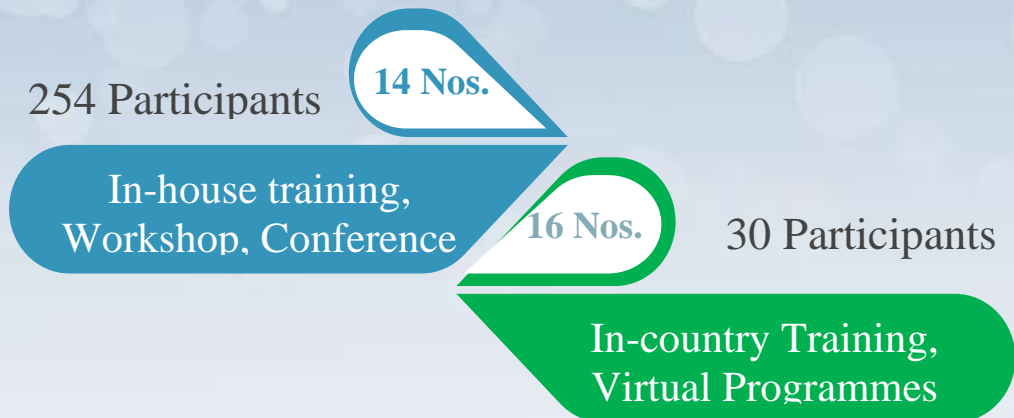 14 Nos.
254 Participants
In-house training,
Workshop, Conference
16 Nos.
30 Participants
In-country Training,
Virtual Programmes